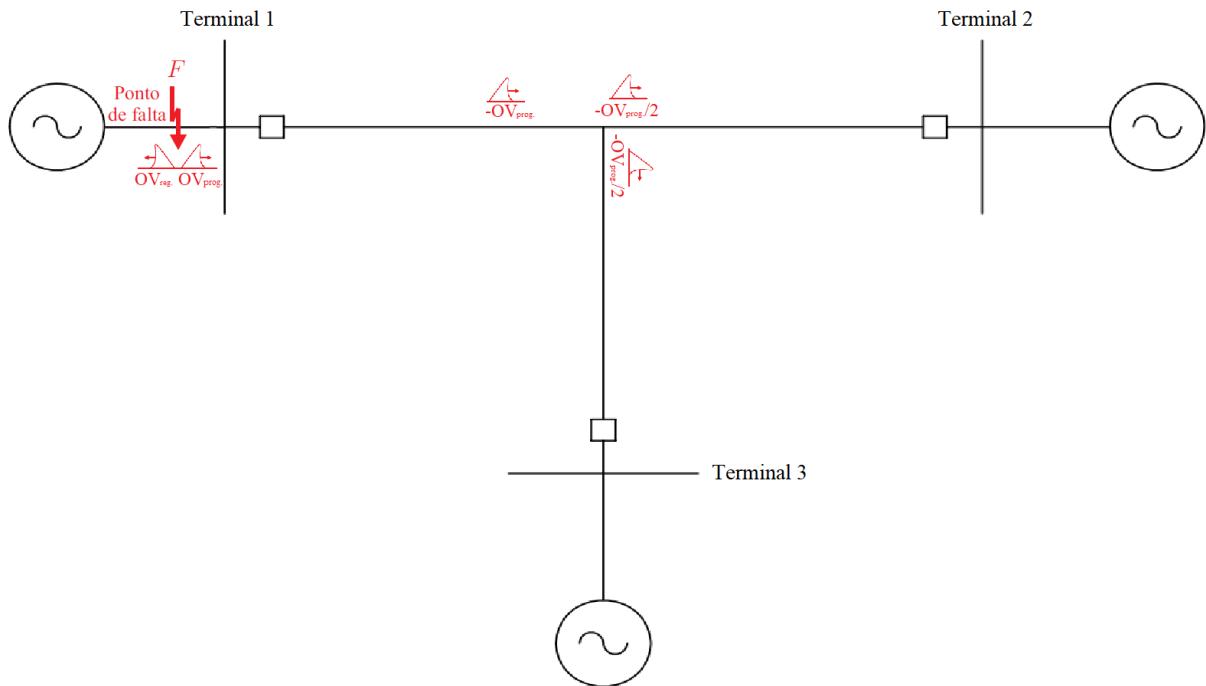 Terminal 1
Terminal 2
F
Ponto
de falta
OVreg. OVprog.
-OVprog.
-OVprog/2
-OVprog/2
Terminal 3